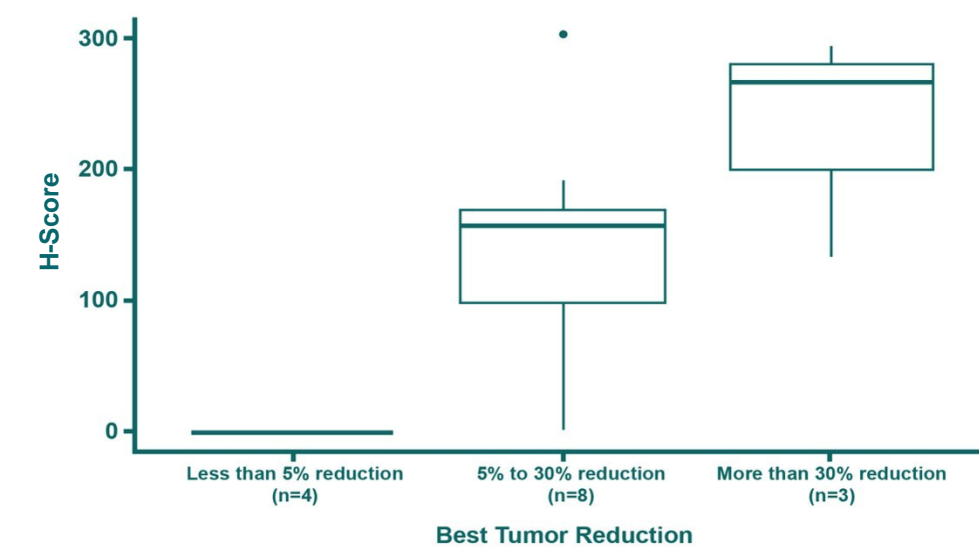 300
200
100
0
H-Score
Less than 5% reduction
(n=4)
5% to 30% reduction
(n=8)
More than 30% reduction
(n=3)
Best Tumor Reduction